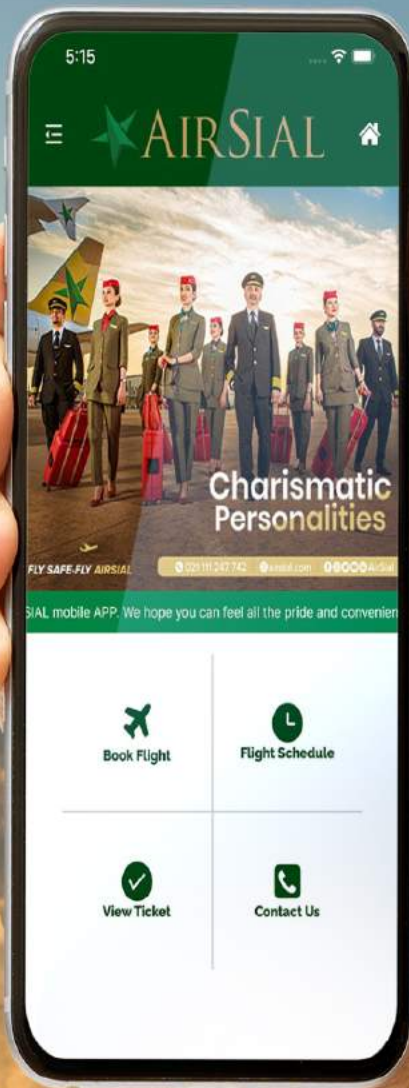 5:15
AIRSIAL
Charismatic
Personalities
FLY SAFE-FLY AIRSIAL
021 111 247 742 airsial.com AirSial
SIAL mobile APP. We hope you can feel all the pride and convenien
Book Flight
Flight Schedule
View Ticket
Contact Us